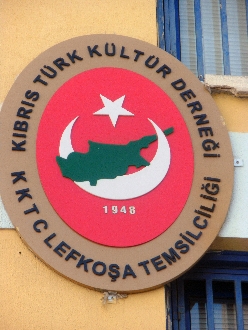 KIBRIS TÜRK KÜLTÜR DERNEĞİ
1948
KKTC LEFKOŞA TEMSİLCİLİĞİ